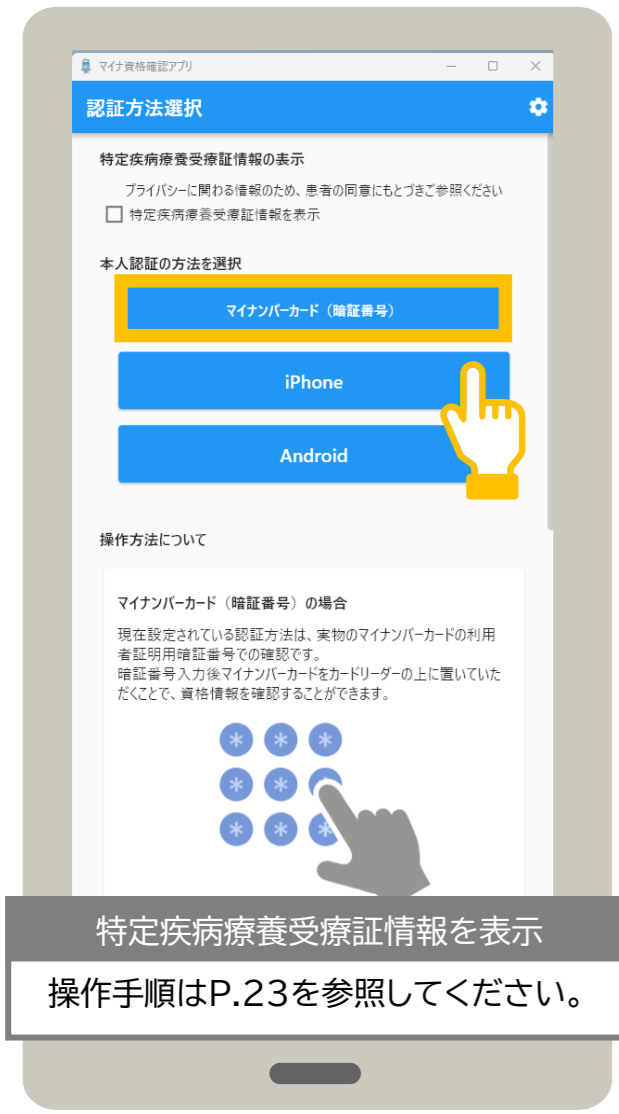 マイナ資格確認アプリ
認証方法選択
特定疾病療養受療証情報の表示
プライバシーに関わる情報のため、患者の同意にもとづきご参照ください
特定疾病療養受療証情報を表示
本人認証の方法を選択
マイナンバーカード（暗証番号）
iPhone
Android
操作方法について
マイナンバーカード（暗証番号）の場合
現在設定されている認証方法は、実物のマイナンバーカードの利用
者証明用暗証番号での確認です。
暗証番号入力後マイナンバーカードをカードリーダーの上に置いていた
だくことで、資格情報を確認することができます。
特定疾病療養受療証情報を表示
操作手順はP.23を参照してください。